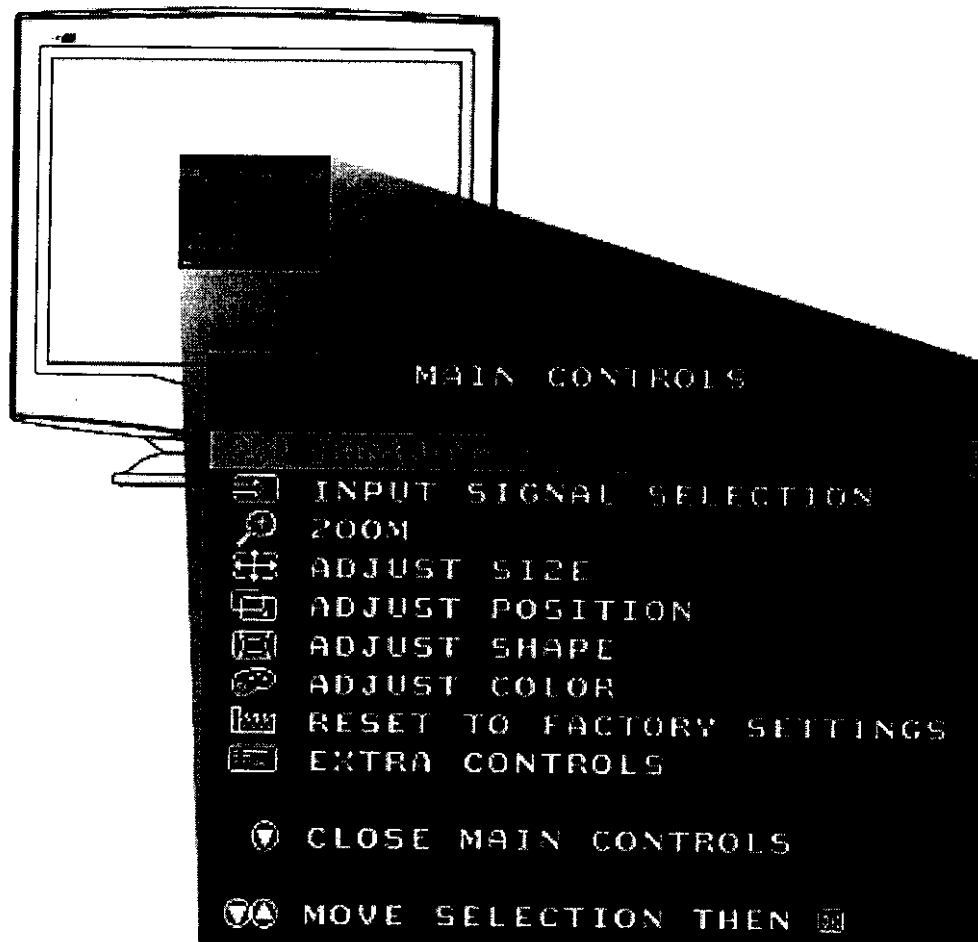 MAIN CONTROLS
INPUT SIGNAL SELECTION
ZOOM
ADJUST SIZE
ADJUST POSITION
ADJUST SHAPE
ADJUST COLOR
RESET TO FACTORY SETTINGS
EXTRA CONTROLS
CLOSE MAIN CONTROLS
MOVE SELECTION THEN